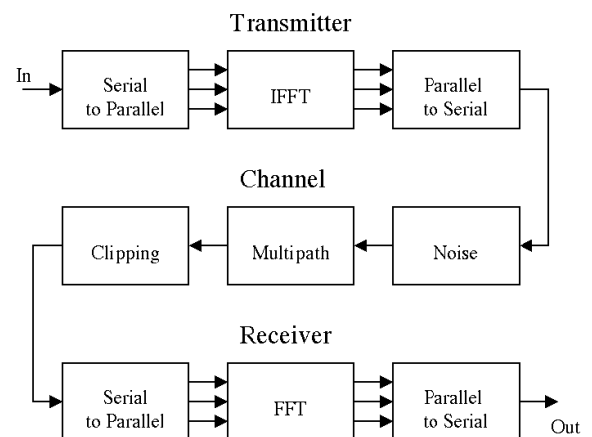 Transmitter
In
Serial
to Parallel
IFFT
Parallel
to Serial
Channel
Clipping
Multipath
Noise
Receiver
Serial
to Parallel
FFT
Parallel
to Serial
Out